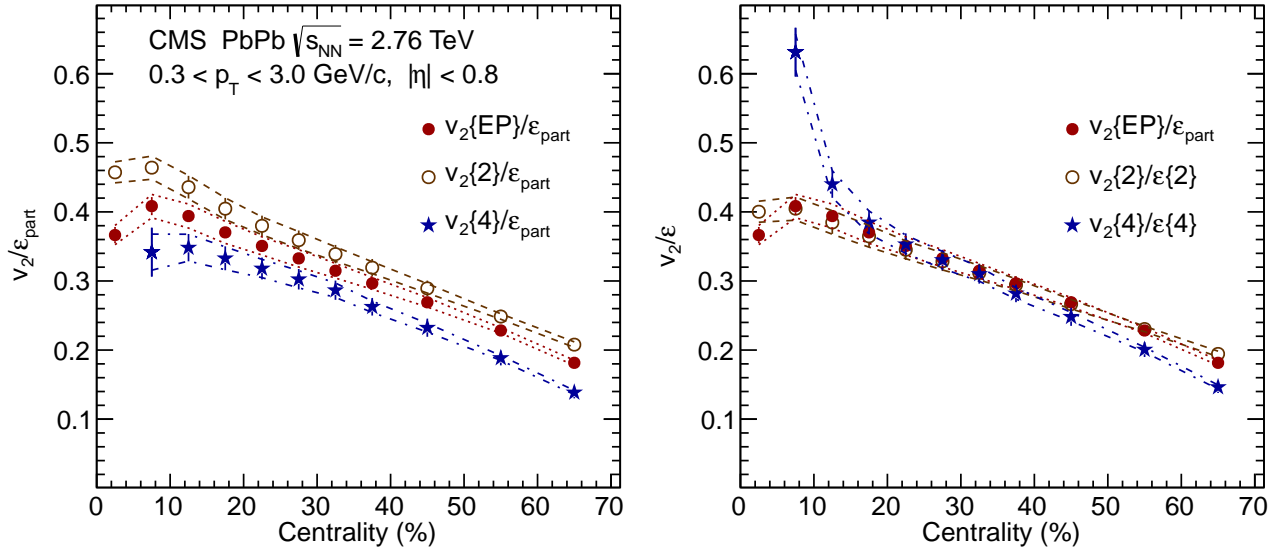 CMS PbPb √s_NN = 2.76 TeV
0.3 < p_T < 3.0 GeV/c, |η| < 0.8
v_2{EP}/ε_part
v_2{2}/ε_part
v_2{4}/ε_part
v_2/ε_part
0.6
0.5
0.4
0.3
0.2
0.1
0 10 20 30 40 50 60 70
Centrality (%)
v_2{EP}/ε_part
v_2{2}/ε{2}
v_2{4}/ε{4}
v_2/ε
0.6
0.5
0.4
0.3
0.2
0.1
0 10 20 30 40 50 60 70
Centrality (%)